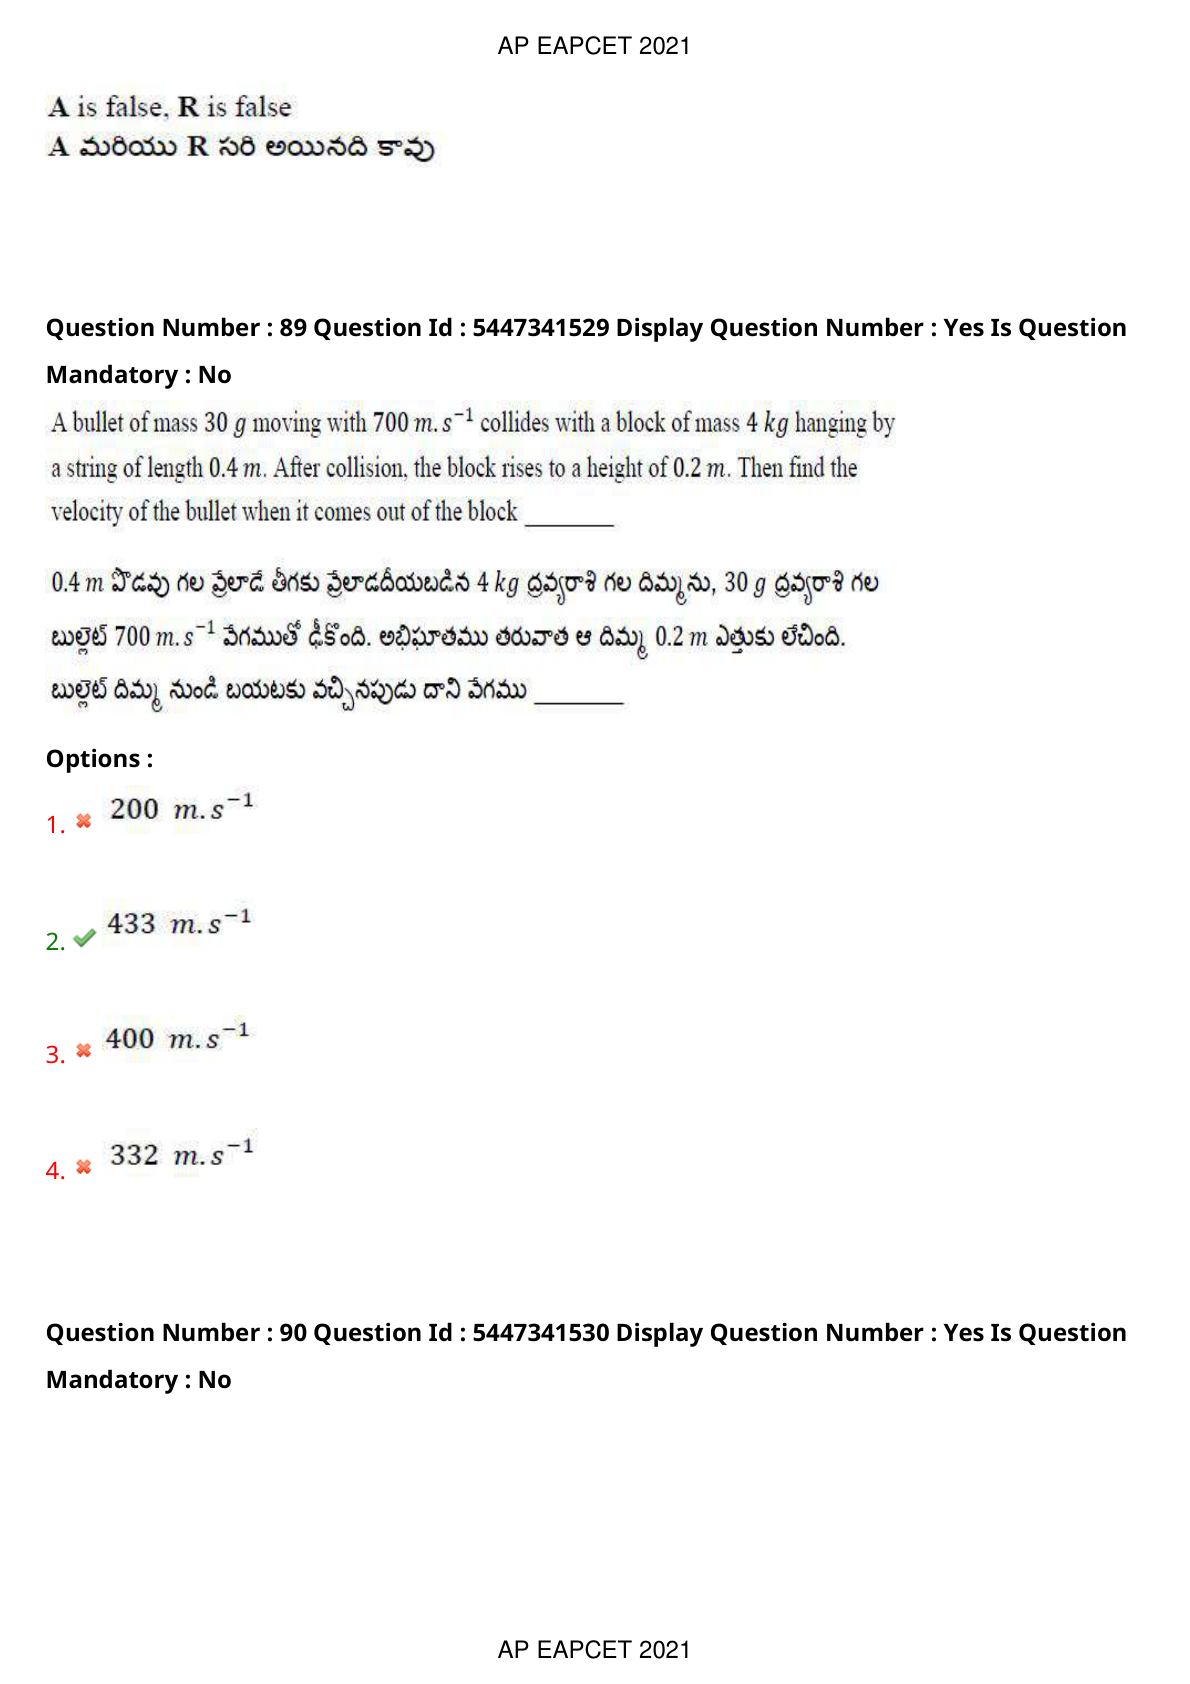 AP EAPCET 2021
A is false, R is false
A మరియు R సరి అయినది కావు
Question Number : 89 Question Id : 5447341529 Display Question Number : Yes Is Question
Mandatory : No
A bullet of mass 30 g moving with 700 m.s⁻¹ collides with a block of mass 4 kg hanging by
a string of length 0.4 m. After collision, the block rises to a height of 0.2 m. Then find the
velocity of the bullet when it comes out of the block _______
0.4 m పొడవు గల వ్రేలాడే తీగకు వ్రేలాడదీయబడిన 4 kg ద్రవ్యరాశి గల దిమ్మను, 30 g ద్రవ్యరాశి గల
బుల్లెట్ 700 m.s⁻¹ వేగముతో ఢీకొంది. అభిఘాతము తరువాత ఆ దిమ్మ 0.2 m ఎత్తుకు లేచింది.
బుల్లెట్ దిమ్మ నుండి బయటకు వచ్చినపుడు దాని వేగము _______
Options :
1. 200 m.s⁻¹
2. 433 m.s⁻¹
3. 400 m.s⁻¹
4. 332 m.s⁻¹
Question Number : 90 Question Id : 5447341530 Display Question Number : Yes Is Question
Mandatory : No
AP EAPCET 2021